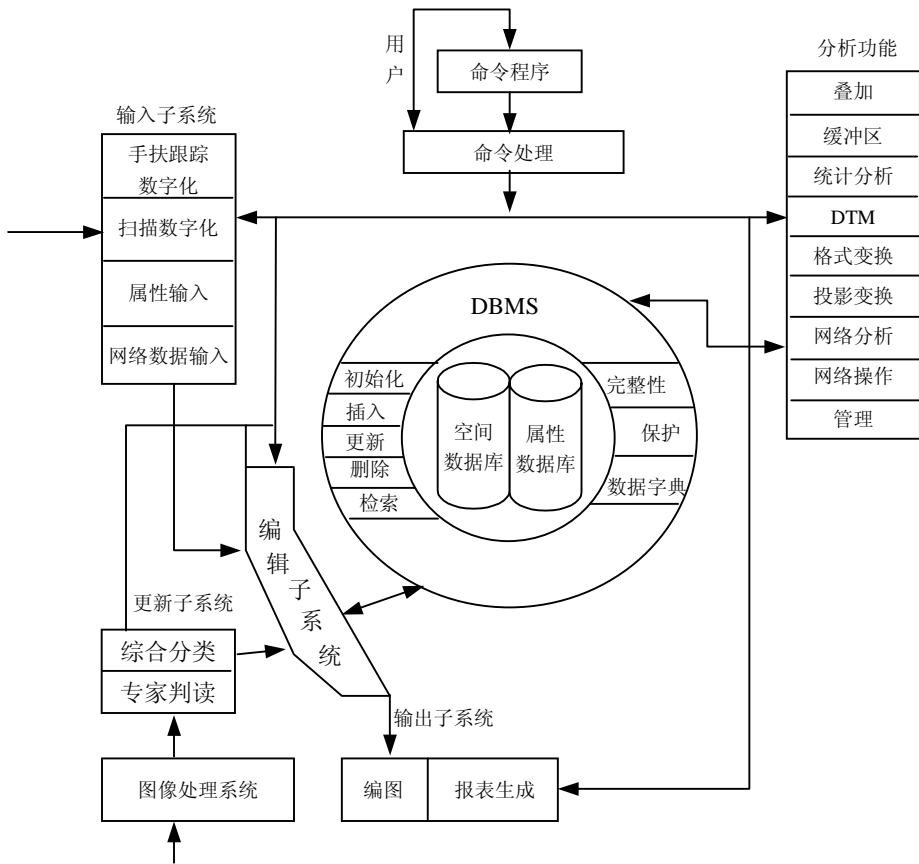 用
户
命令程序
命令处理
分析功能
叠加
缓冲区
统计分析
DTM
格式变换
投影变换
网络分析
网络操作
管理
输入子系统
手扶跟踪
数字化
扫描数字化
属性输入
网络数据输入
DBMS
初始化
插入
更新
删除
检索
空间
数据库
属性
数据库
完整性
保护
数据字典
编
辑
子
系
统
更新子系统
综合分类
专家判读
图像处理系统
输出子系统
编图
报表生成